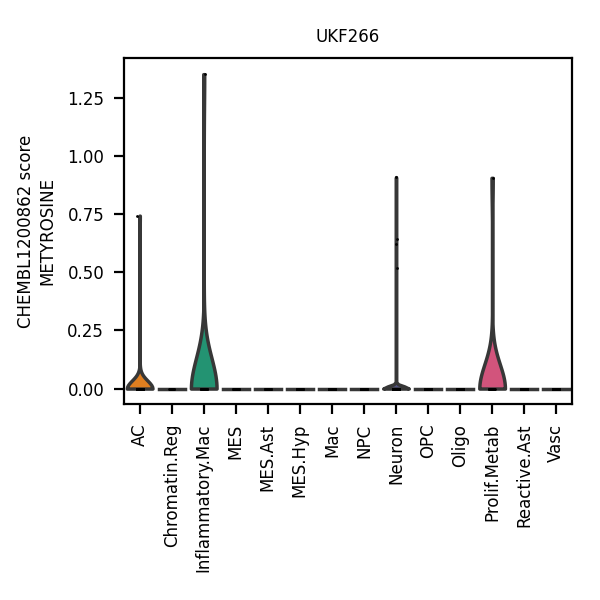 UKF266
CHEMBL1200862 score
METYROSINE
1.25
1.00
0.75
0.50
0.25
0.00
AC
Chromatin.Reg
Inflammatory.Mac
MES
MES.Ast
MES.Hyp
Mac
NPC
Neuron
OPC
Oligo
Prolif.Metab
Reactive.Ast
Vasc